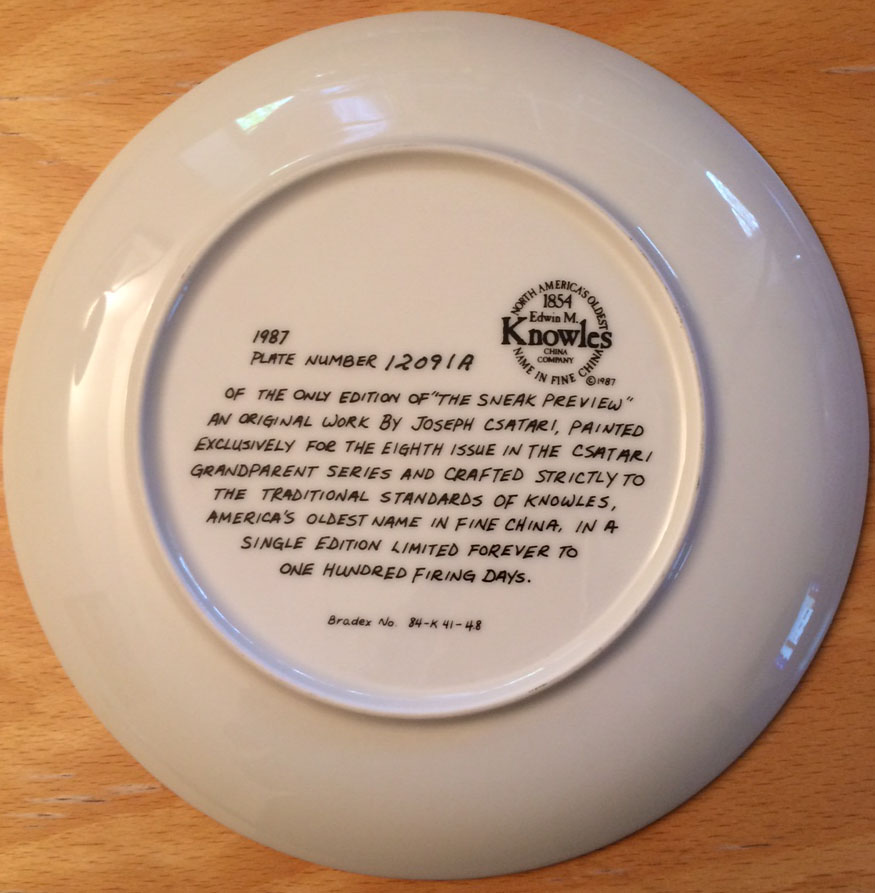 NORTH AMERICA'S OLDEST
1854
Edwin M.
Knowles
CHINA
COMPANY
NAME IN FINE CHINA
©1987
1987
PLATE NUMBER 12091A
OF THE ONLY EDITION OF "THE SNEAK PREVIEW"
AN ORIGINAL WORK BY JOSEPH CSATARI, PAINTED
EXCLUSIVELY FOR THE EIGHTH ISSUE IN THE CSATARI
GRANDPARENT SERIES AND CRAFTED STRICTLY TO
THE TRADITIONAL STANDARDS OF KNOWLES,
AMERICA'S OLDEST NAME IN FINE CHINA, IN A
SINGLE EDITION LIMITED FOREVER TO
ONE HUNDRED FIRING DAYS.
Bradex No. 84-K41-48